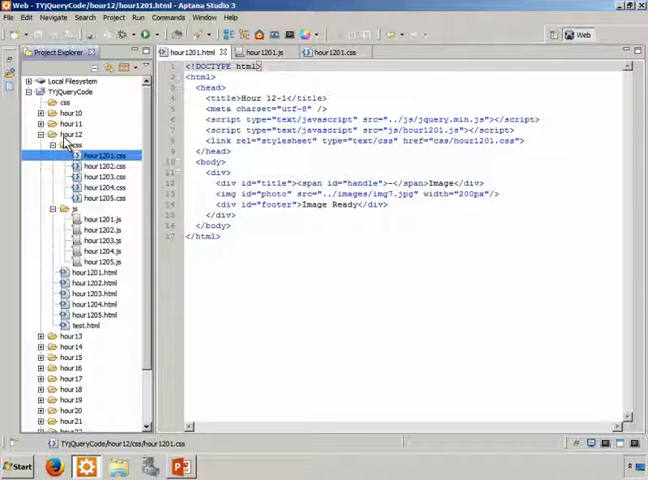 Web - TYjQueryCode/hour12/hour1201.html - Aptana Studio 3
File Edit Navigate Search Project Run Commands Window Help
Web
Project Explorer
hour1201.html hour1201.js hour1201.css
Local Filesystem
TYjQueryCode
css
hour10
hour11
hour12
css
hour1201.css
hour1202.css
hour1203.css
hour1204.css
hour1205.css
js
hour1201.js
hour1202.js
hour1203.js
hour1204.js
hour1205.js
hour1201.html
hour1202.html
hour1203.html
hour1204.html
hour1205.html
test.html
hour13
hour14
hour15
hour16
hour17
hour18
hour19
hour20
hour21
1 <!DOCTYPE html>
2 <html>
3 <head>
4 <title>Hour 12-1</title>
5 <meta charset="utf-8" />
6 <script type="text/javascript" src="../js/jquery.min.js"></script>
7 <script type="text/javascript" src="js/hour1201.js"></script>
8 <link rel="stylesheet" type="text/css" href="css/hour1201.css">
9 </head>
10 <body>
11 <div>
12 <div id="title"><span id="handle">-</span>Image</div>
13 <img id="photo" src="../images/img7.jpg" width="200px"/>
14 <div id="footer">Image Ready</div>
15 </div>
16 </body>
17 </html>
TYjQueryCode/hour12/css/hour1201.css
Start